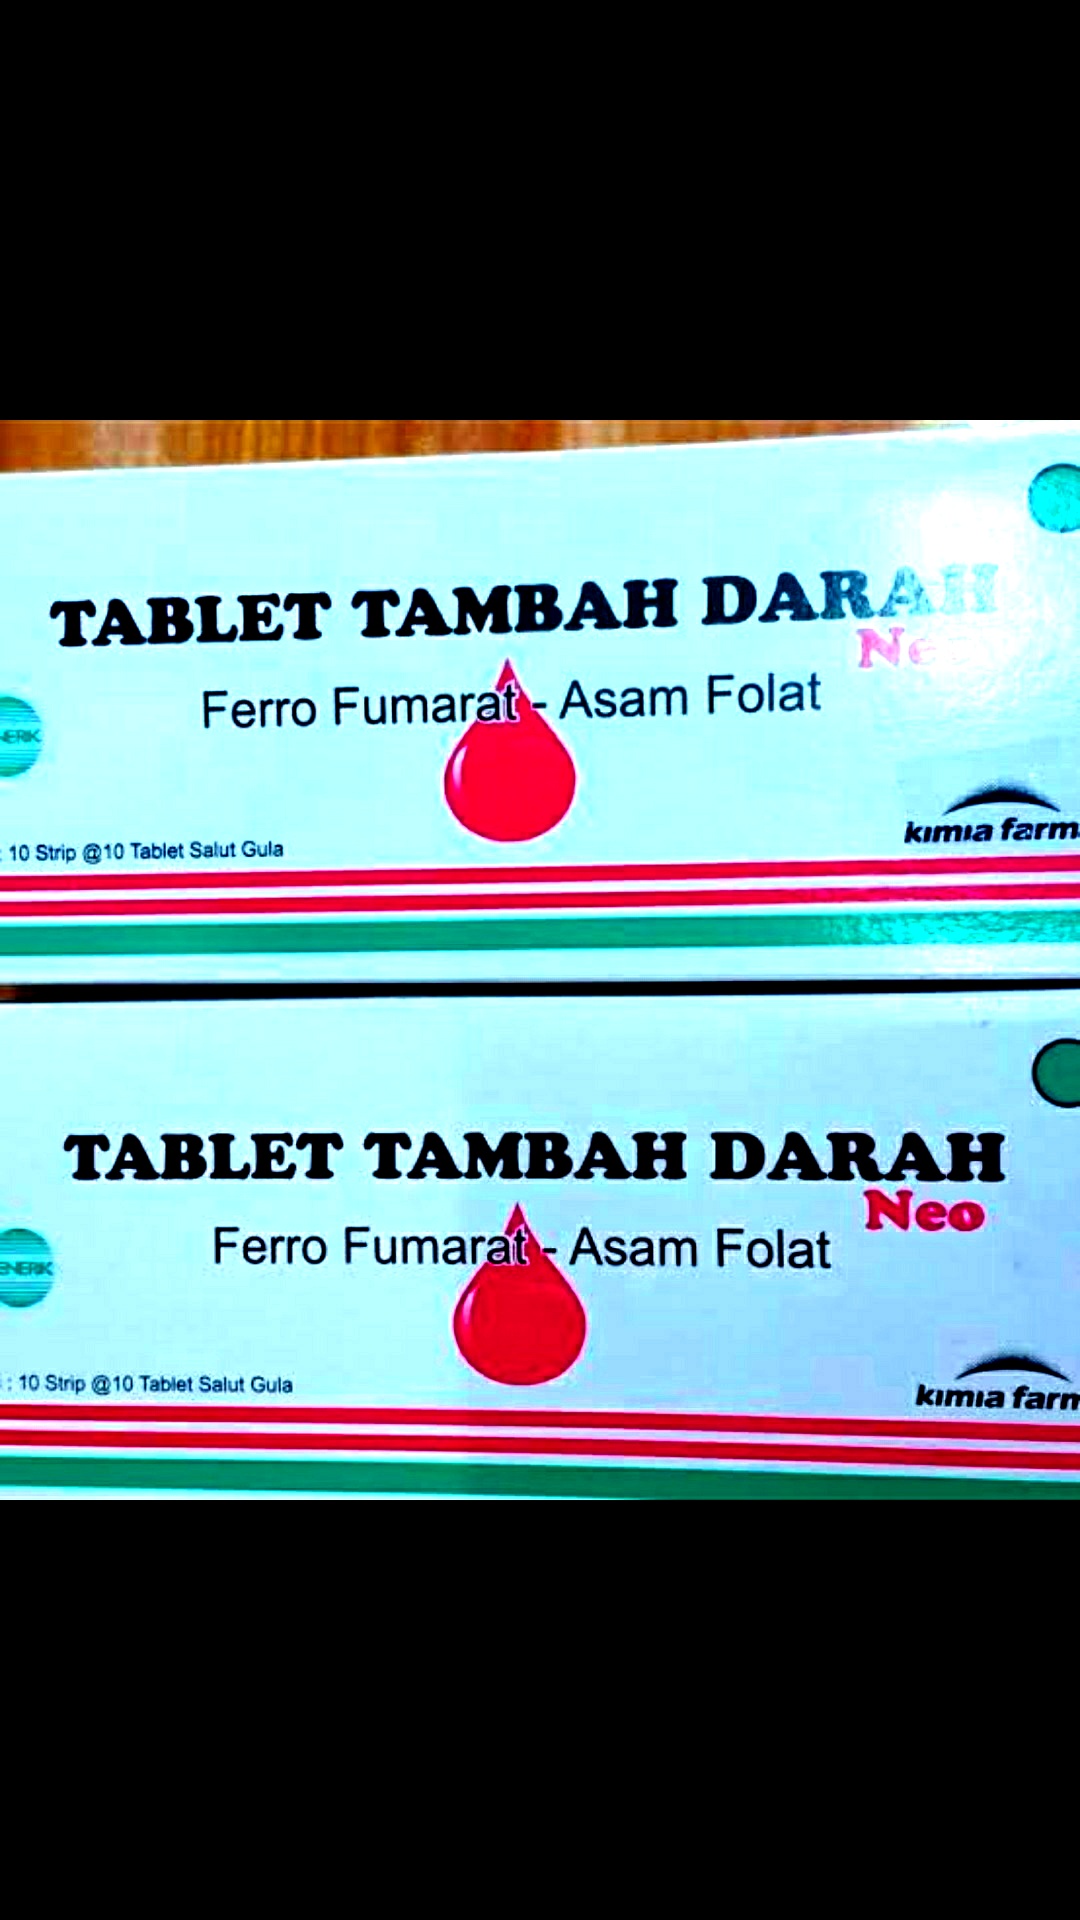 TABLET TAMBAH DARAH
Neo
Ferro Fumarat - Asam Folat
: 10 Strip @10 Tablet Salut Gula
kimia farm
TABLET TAMBAH DARAH
Neo
Ferro Fumarat - Asam Folat
: 10 Strip @10 Tablet Salut Gula
kimia farm